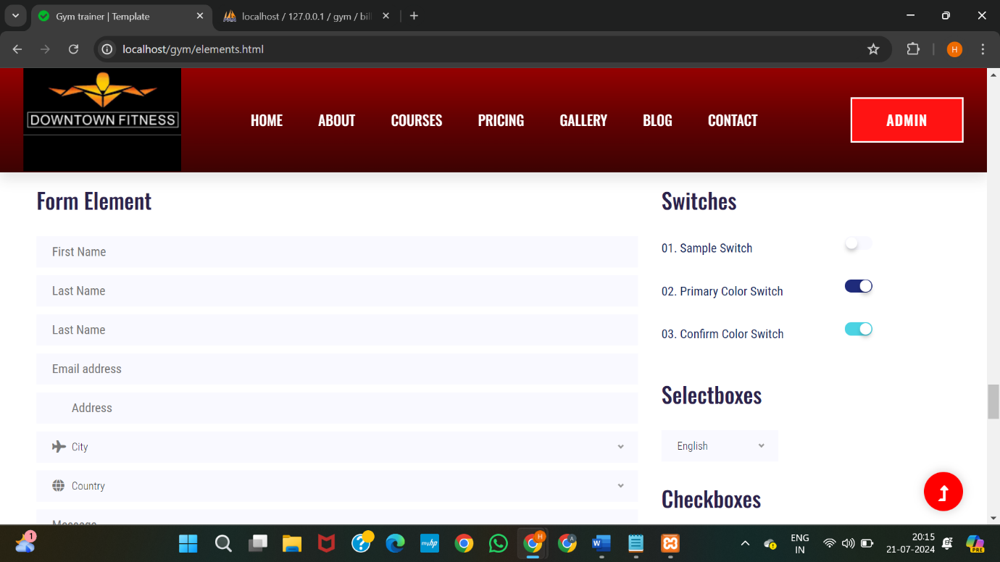 Gym trainer | Template
localhost / 127.0.0.1 / gym / bil
localhost/gym/elements.html
H
DOWNTOWN FITNESS
HOME
ABOUT
COURSES
PRICING
GALLERY
BLOG
CONTACT
ADMIN
Form Element
First Name
Last Name
Last Name
Email address
Address
City
Country
Message
Switches
01. Sample Switch
02. Primary Color Switch
03. Confirm Color Switch
Selectboxes
English
Checkboxes
1
myhp
H
A
W
ENG
IN
20:15
21-07-2024
PRE